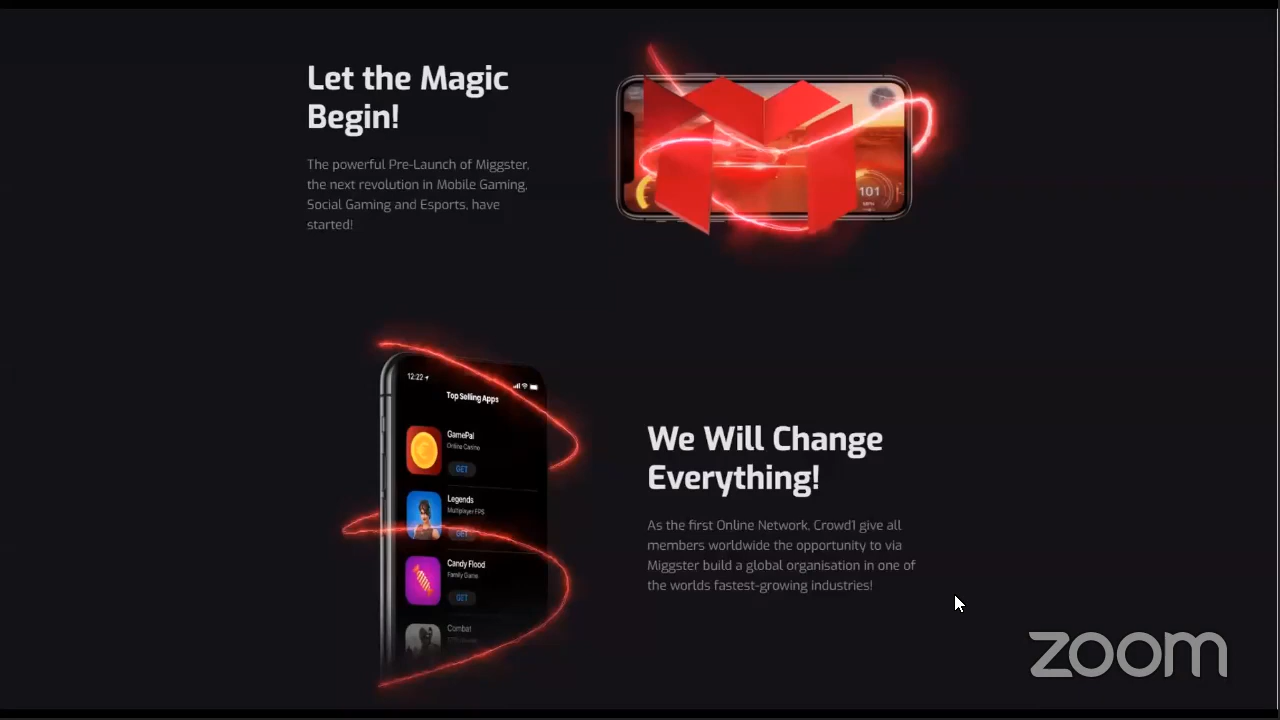 Let the Magic
Begin!
The powerful Pre-Launch of Miggster,
the next revolution in Mobile Gaming,
Social Gaming and Esports, have
started!
101
MPH
12:22
Top Selling Apps
GamePal
Online Casino
GET
Legends
Multiplayer FPS
GET
Candy Flood
Family Game
GET
Combat
We Will Change
Everything!
As the first Online Network, Crowd1 give all
members worldwide the opportunity to via
Miggster build a global organisation in one of
the worlds fastest-growing industries!
zoom